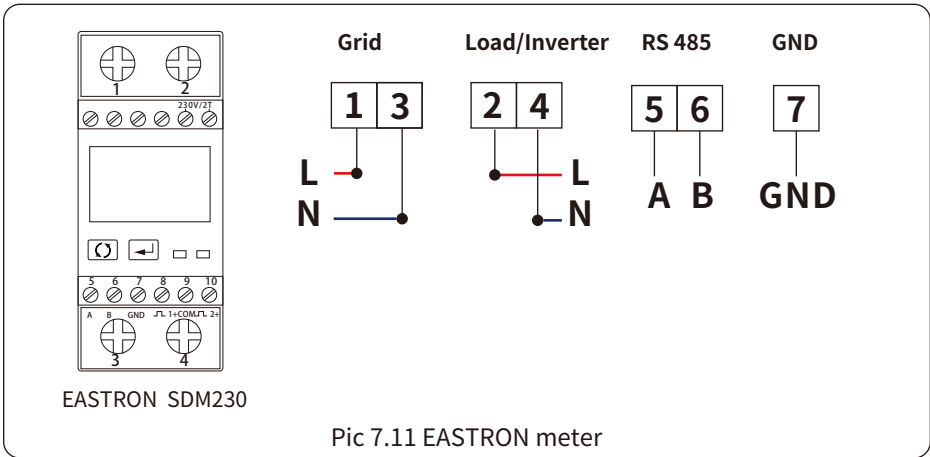 Grid Load/Inverter RS 485 GND
1 2
230V/2T
1 3 2 4 5 6 7
L L
N N
A B GND
5 6 7 8 9 10
A B GND 1+COM 2+
3 4
EASTRON SDM230
Pic 7.11 EASTRON meter